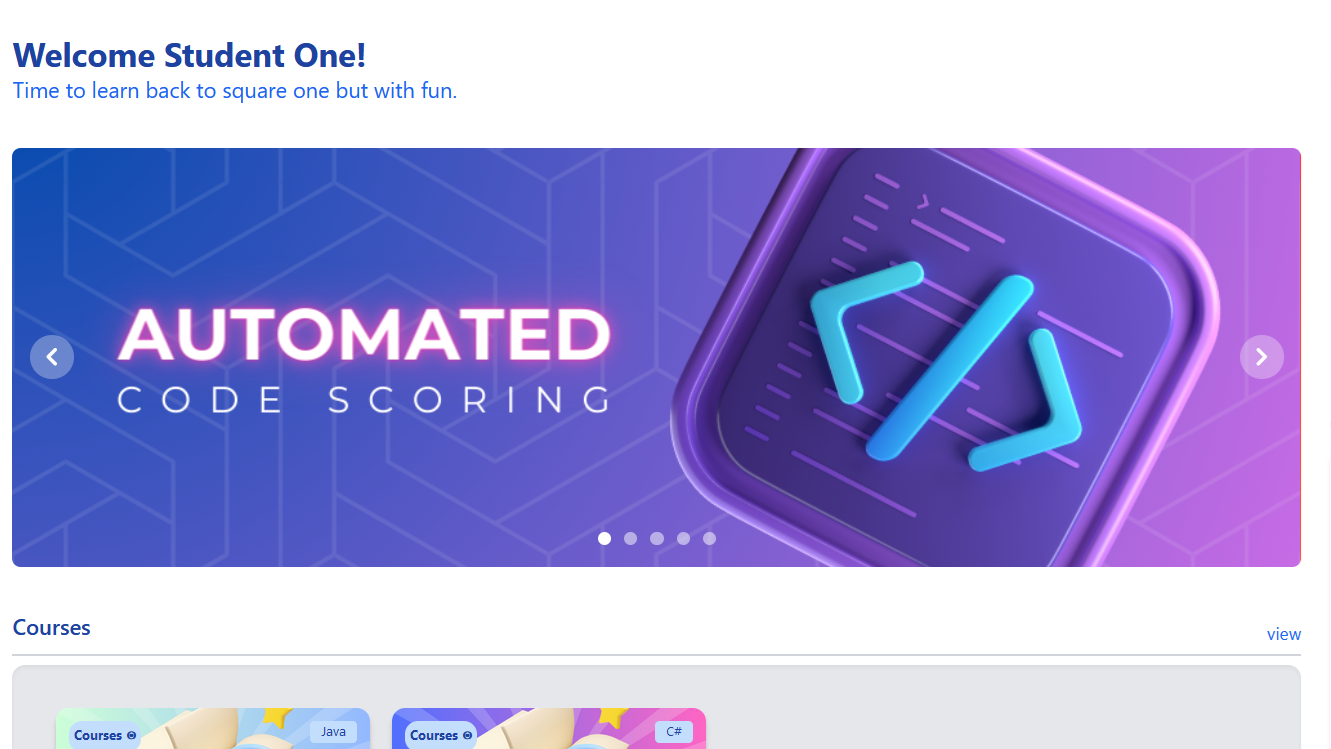 Welcome Student One!
Time to learn back to square one but with fun.
AUTOMATED
CODE SCORING
Courses
view
Courses
Java
Courses
C#